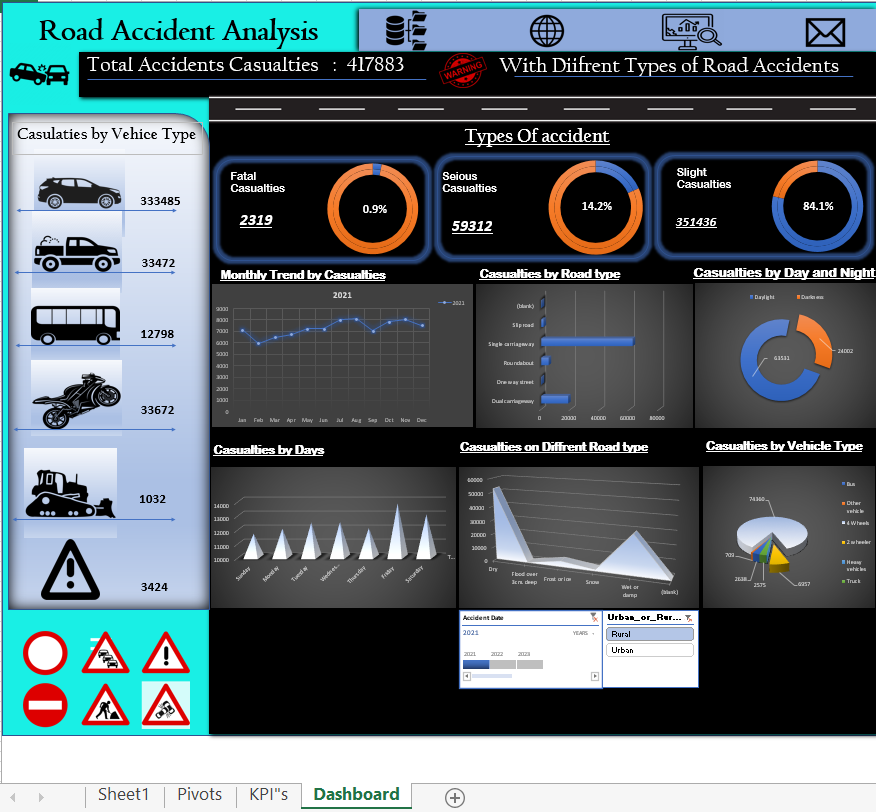 Road Accident Analysis
Total Accidents Casualties : 417883
WARNING
With Diifrent Types of Road Accidents
Casulaties by Vehice Type
333485
33472
12798
33672
1032
3424
Types Of accident
Fatal
Casualties
2319
0.9%
Seious
Casualties
59312
14.2%
Slight
Casualties
351436
84.1%
Monthly Trend by Casualties
2021
2021
9000
8000
7000
6000
5000
4000
3000
2000
1000
0
Jan Feb Mar Apr May Jun Jul Aug Sep Oct Nov Dec
Casualties by Road type
(blank)
Slip road
Single carriageway
Roundabout
One way street
Dual carriageway
0 20000 40000 60000 80000
Casualties by Day and Night
Daylight Darkness
24002
63531
Casualties by Days
14000
13000
12000
11000
10000
Sunday Monday Tuesday Wednes... Thursday Friday Saturday
T...
Casualties on Diffrent Road type
60000
50000
40000
30000
20000
10000
0
Dry
Flood over
3cm. deep
Frost or ice
Snow
Wet or
damp
(blank)
Casualties by Vehicle Type
74360
709
2638
2575
6957
Bus
Other
vehicle
4 Wheels
2 wheeler
Heavy
vehicles
Truck
Accident Date
2021 YEARS
2021 2022 2023
Urban_or_Rur...
Rural
Urban
Sheet1 Pivots KPI"s Dashboard